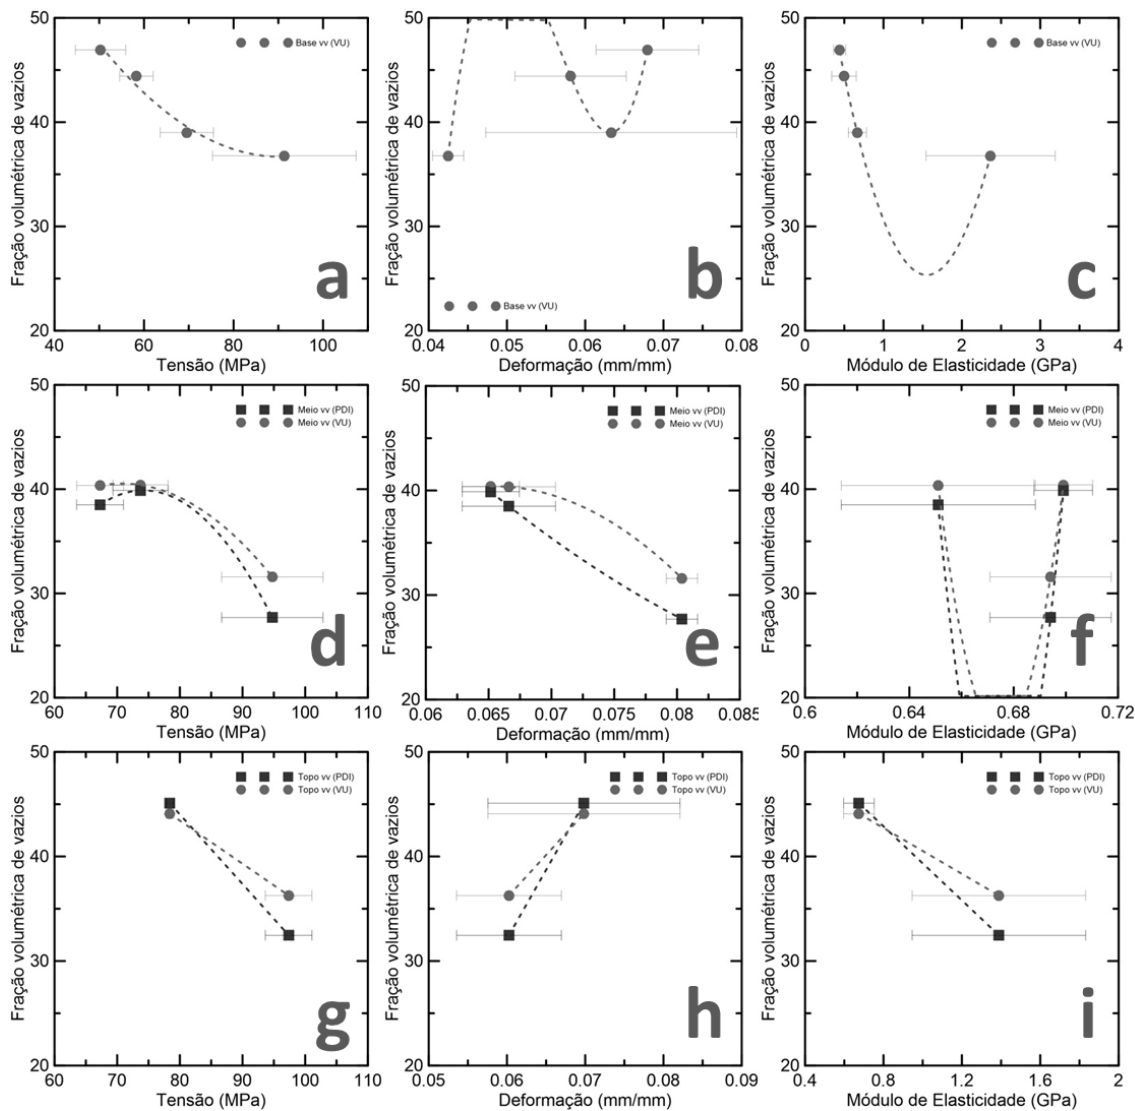 50
40
30
20
Fração volumétrica de vazios
Base vv (VU)
a
40
60
80
100
Tensão (MPa)
50
40
30
20
Fração volumétrica de vazios
Base vv (VU)
b
0.04
0.05
0.06
0.07
0.08
Deformação (mm/mm)
50
40
30
20
Fração volumétrica de vazios
Base vv (VU)
c
0
1
2
3
4
Módulo de Elasticidade (GPa)
50
40
30
20
Fração volumétrica de vazios
Meio vv (PDI)
Meio vv (VU)
d
60
70
80
90
100
110
Tensão (MPa)
50
40
30
20
Fração volumétrica de vazios
Meio vv (PDI)
Meio vv (VU)
e
0.06
0.065
0.07
0.075
0.08
0.085
Deformação (mm/mm)
50
40
30
20
Fração volumétrica de vazios
Meio vv (PDI)
Meio vv (VU)
f
0.6
0.64
0.68
0.72
Módulo de Elasticidade (GPa)
50
40
30
20
Fração volumétrica de vazios
Topo vv (PDI)
Topo vv (VU)
g
60
70
80
90
100
110
Tensão (MPa)
50
40
30
20
Fração volumétrica de vazios
Topo vv (PDI)
Topo vv (VU)
h
0.05
0.06
0.07
0.08
0.09
Deformação (mm/mm)
50
40
30
20
Fração volumétrica de vazios
Topo vv (PDI)
Topo vv (VU)
i
0.4
0.8
1.2
1.6
2
Módulo de Elasticidade (GPa)